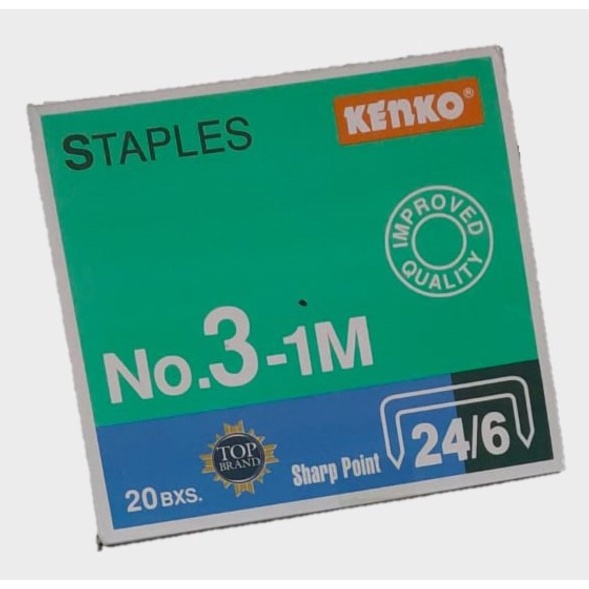 STAPLES
KENKO®
IMPROVED
QUALITY
No.3-1M
TOP
BRAND
20 BXS.
Sharp Point
24/6